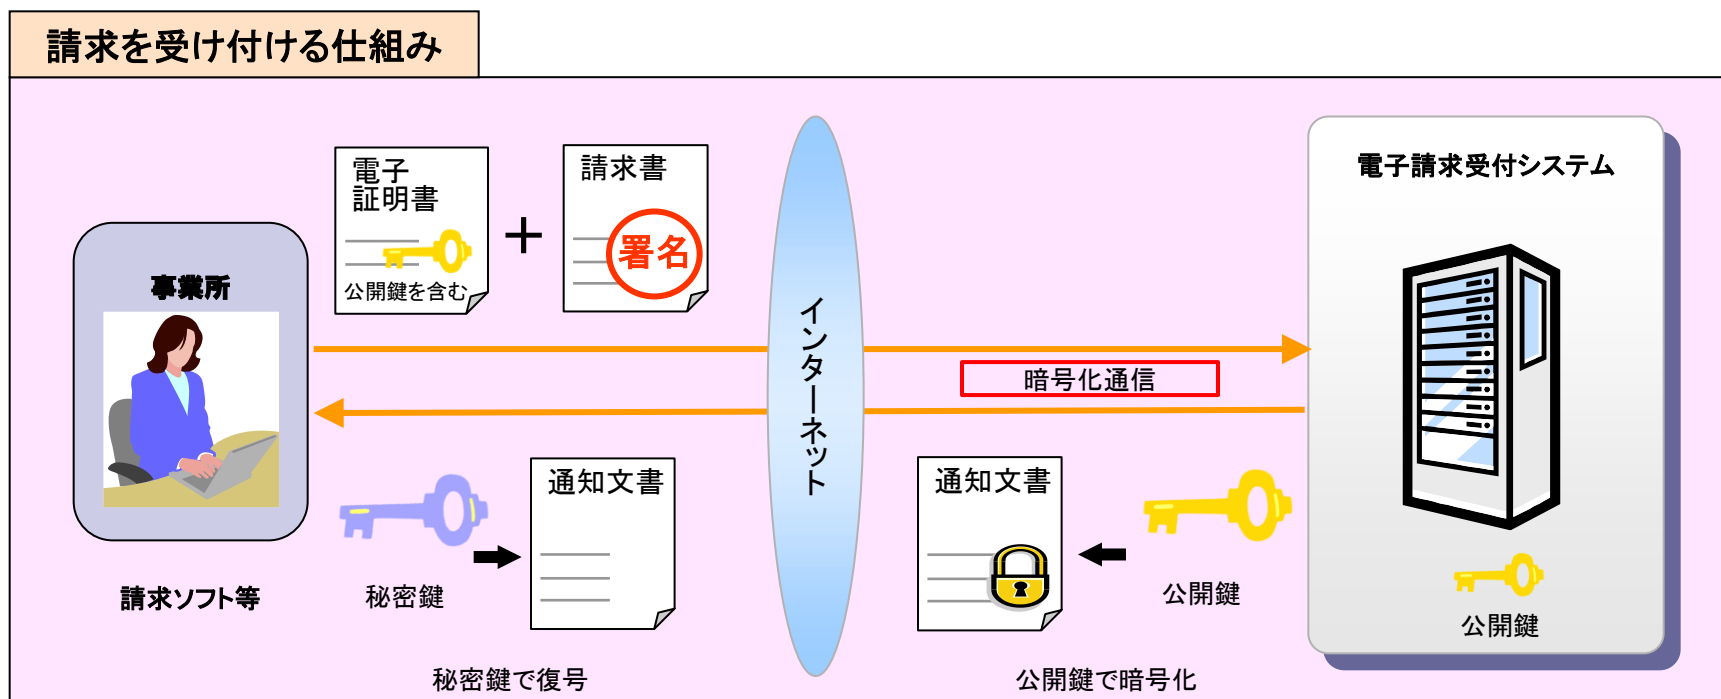 請求を受け付ける仕組み
電子
証明書
公開鍵を含む
＋
請求書
署名
電子請求受付システム
事業所
インターネット
暗号化通信
通知文書
通知文書
請求ソフト等
秘密鍵
公開鍵
公開鍵
秘密鍵で復号
公開鍵で暗号化